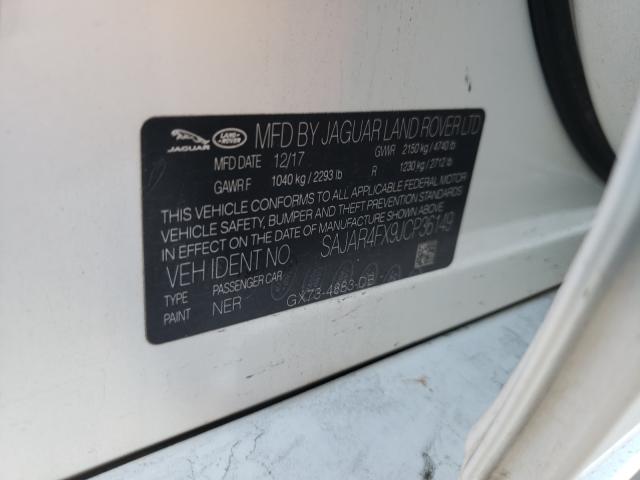 JAGUAR LAND ROVER MFD BY JAGUAR LAND ROVER LTD
MFD DATE 12/17 GVWR 2150 kg / 4740 lb
GAWR F 1040 kg / 2293 lb R 1230 kg / 2712 lb
THIS VEHICLE CONFORMS TO ALL APPLICABLE FEDERAL MOTOR
VEHICLE SAFETY, BUMPER AND THEFT PREVENTION STANDARDS
IN EFFECT ON THE DATE OF MANUFACTURE SHOWN ABOVE.
VEH IDENT NO. SAJAR4FX9JCP36149
TYPE PASSENGER CAR
PAINT NER GX73-4883-DE